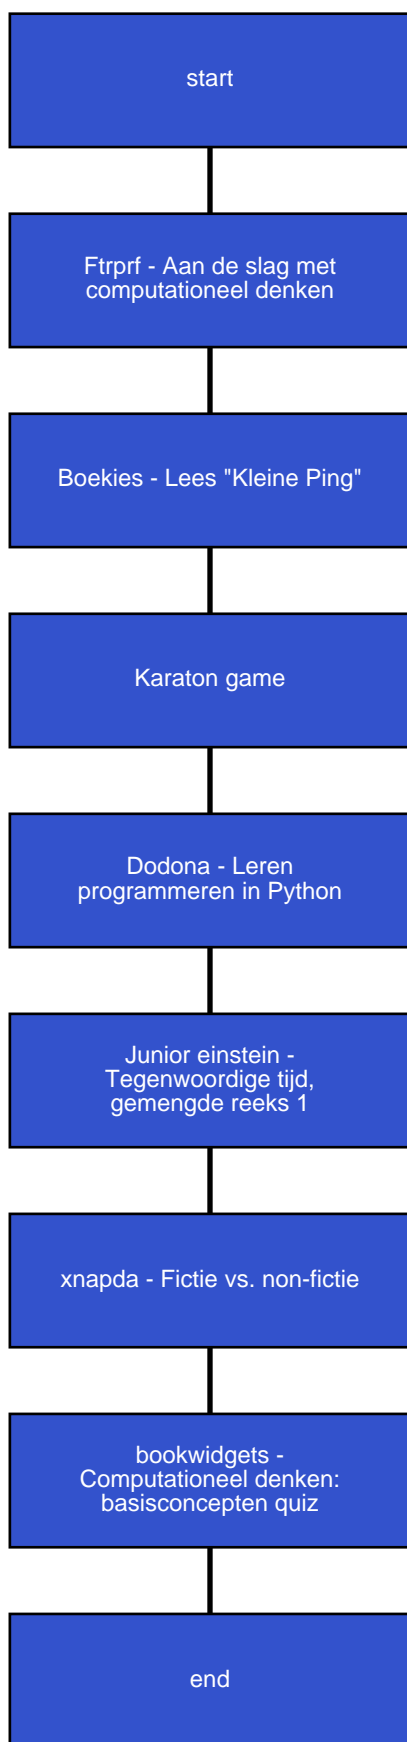 start
Ftrprf - Aan de slag met
computationeel denken
Boekies - Lees "Kleine Ping"
Karaton game
Dodona - Leren
programmeren in Python
Junior einstein -
Tegenwoordige tijd,
gemengde reeks 1
xnapda - Fictie vs. non-fictie
bookwidgets -
Computationeel denken:
basisconcepten quiz
end